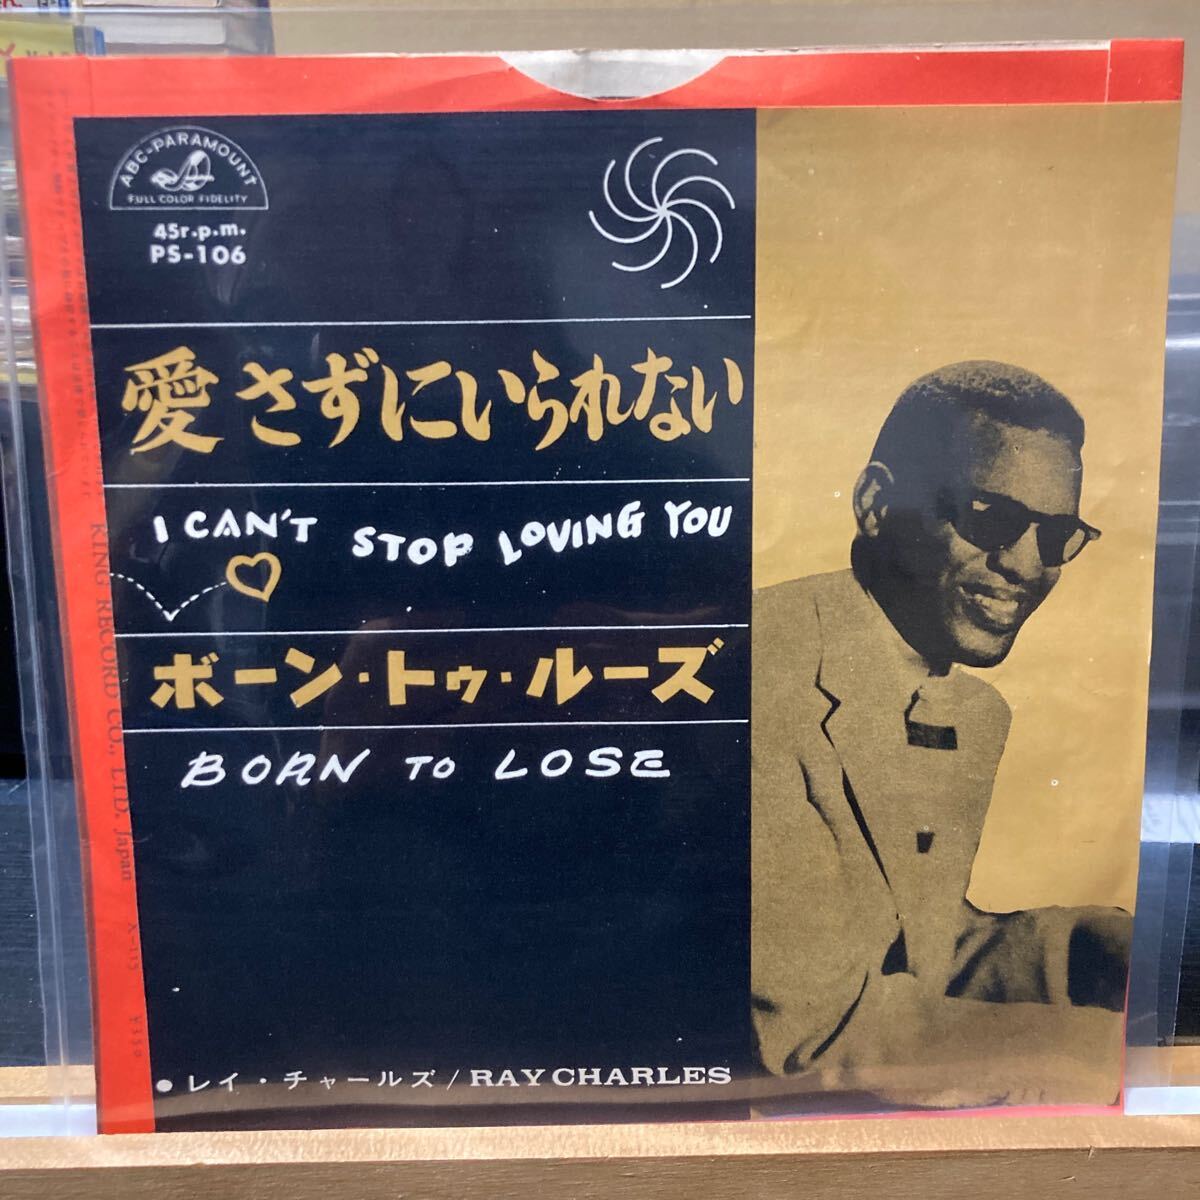 ABC-PARAMOUNT
FULL COLOR FIDELITY
45r.p.m.
PS-106
愛さずにいられない
I CAN'T STOP LOVING YOU
ボーン・トゥ・ルーズ
BORN TO LOSE
●レイ・チャールズ/RAY CHARLES
KING RECORD CO., LTD. Japan K-115 ¥330